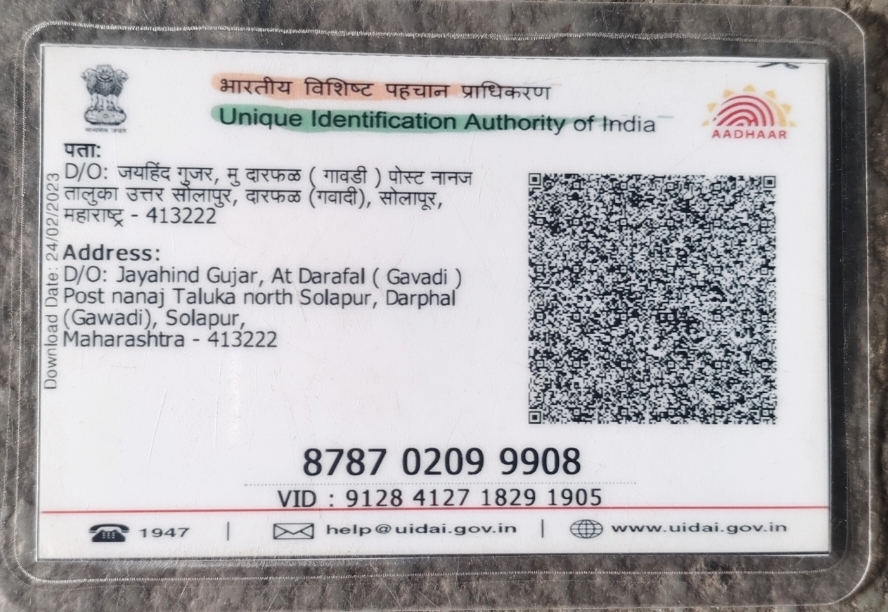 भारतीय विशिष्ट पहचान प्राधिकरण
Unique Identification Authority of India
AADHAAR
पता:
D/O: जयहिंद गुजर, मु दारफळ ( गावडी ) पोस्ट नानज
तालुका उत्तर सोलापुर, दारफळ (गवादी), सोलापूर,
महाराष्ट्र - 413222
Address:
D/O: Jayahind Gujar, At Darafal ( Gavadi )
Post nanaj Taluka north Solapur, Darphal
(Gawadi), Solapur,
Maharashtra - 413222
Download Date: 24/02/2023
8787 0209 9908
VID : 9128 4127 1829 1905
1947 | help@uidai.gov.in | www.uidai.gov.in